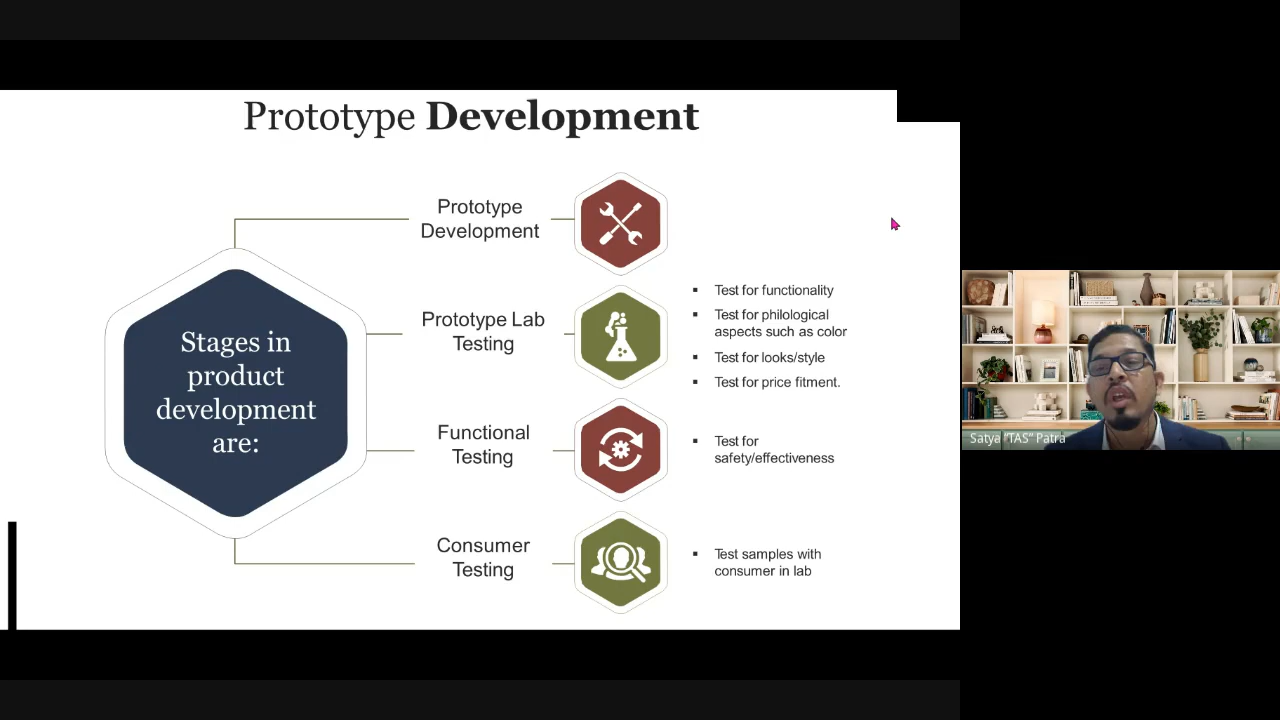 Prototype Development
Stages in
product
development
are:
Prototype
Development
Prototype Lab
Testing
▪ Test for functionality
▪ Test for philological
aspects such as color
▪ Test for looks/style
▪ Test for price fitment.
Functional
Testing
▪ Test for
safety/effectiveness
Consumer
Testing
▪ Test samples with
consumer in lab
Satya "TAS" Patra